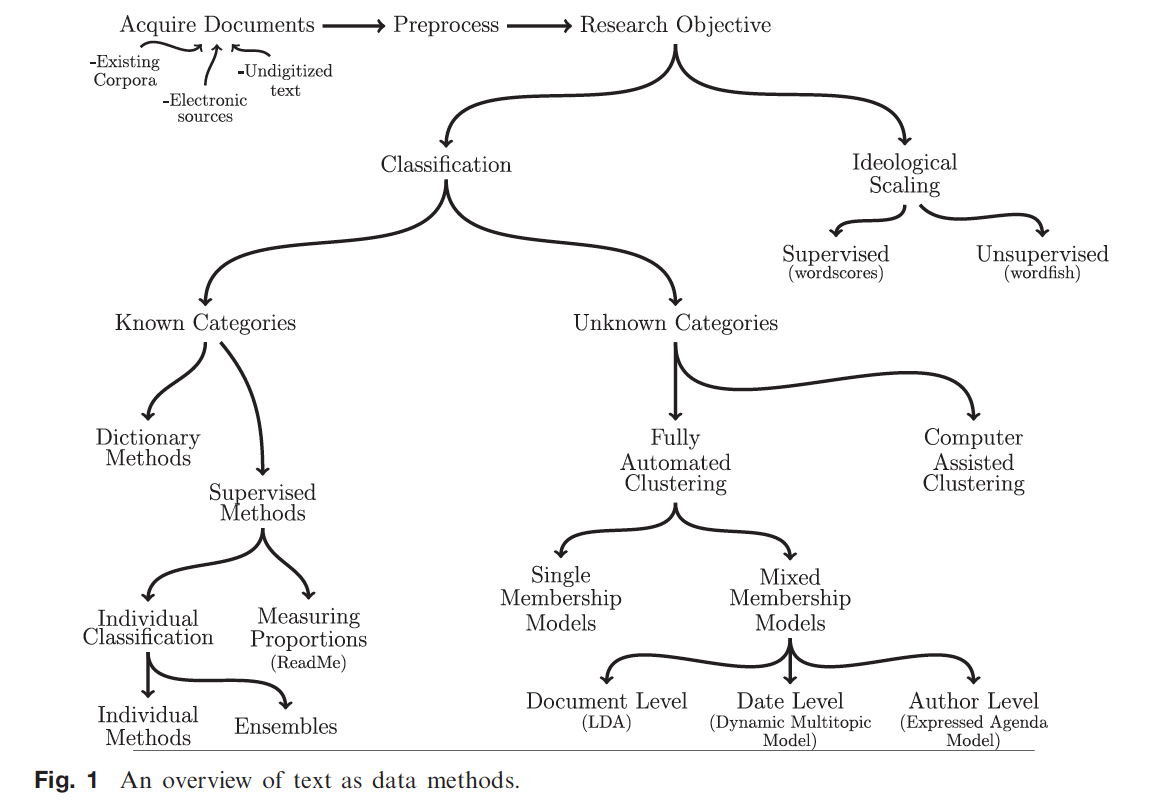 Acquire Documents
Preprocess
Research Objective
-Existing
Corpora
-Electronic
sources
-Undigitized
text
Classification
Ideological
Scaling
Supervised
(wordscores)
Unsupervised
(wordfish)
Known Categories
Unknown Categories
Dictionary
Methods
Supervised
Methods
Fully
Automated
Clustering
Computer
Assisted
Clustering
Individual
Classification
Measuring
Proportions
(ReadMe)
Single
Membership
Models
Mixed
Membership
Models
Individual
Methods
Ensembles
Document Level
(LDA)
Date Level
(Dynamic Multitopic
Model)
Author Level
(Expressed Agenda
Model)
Fig. 1 An overview of text as data methods.